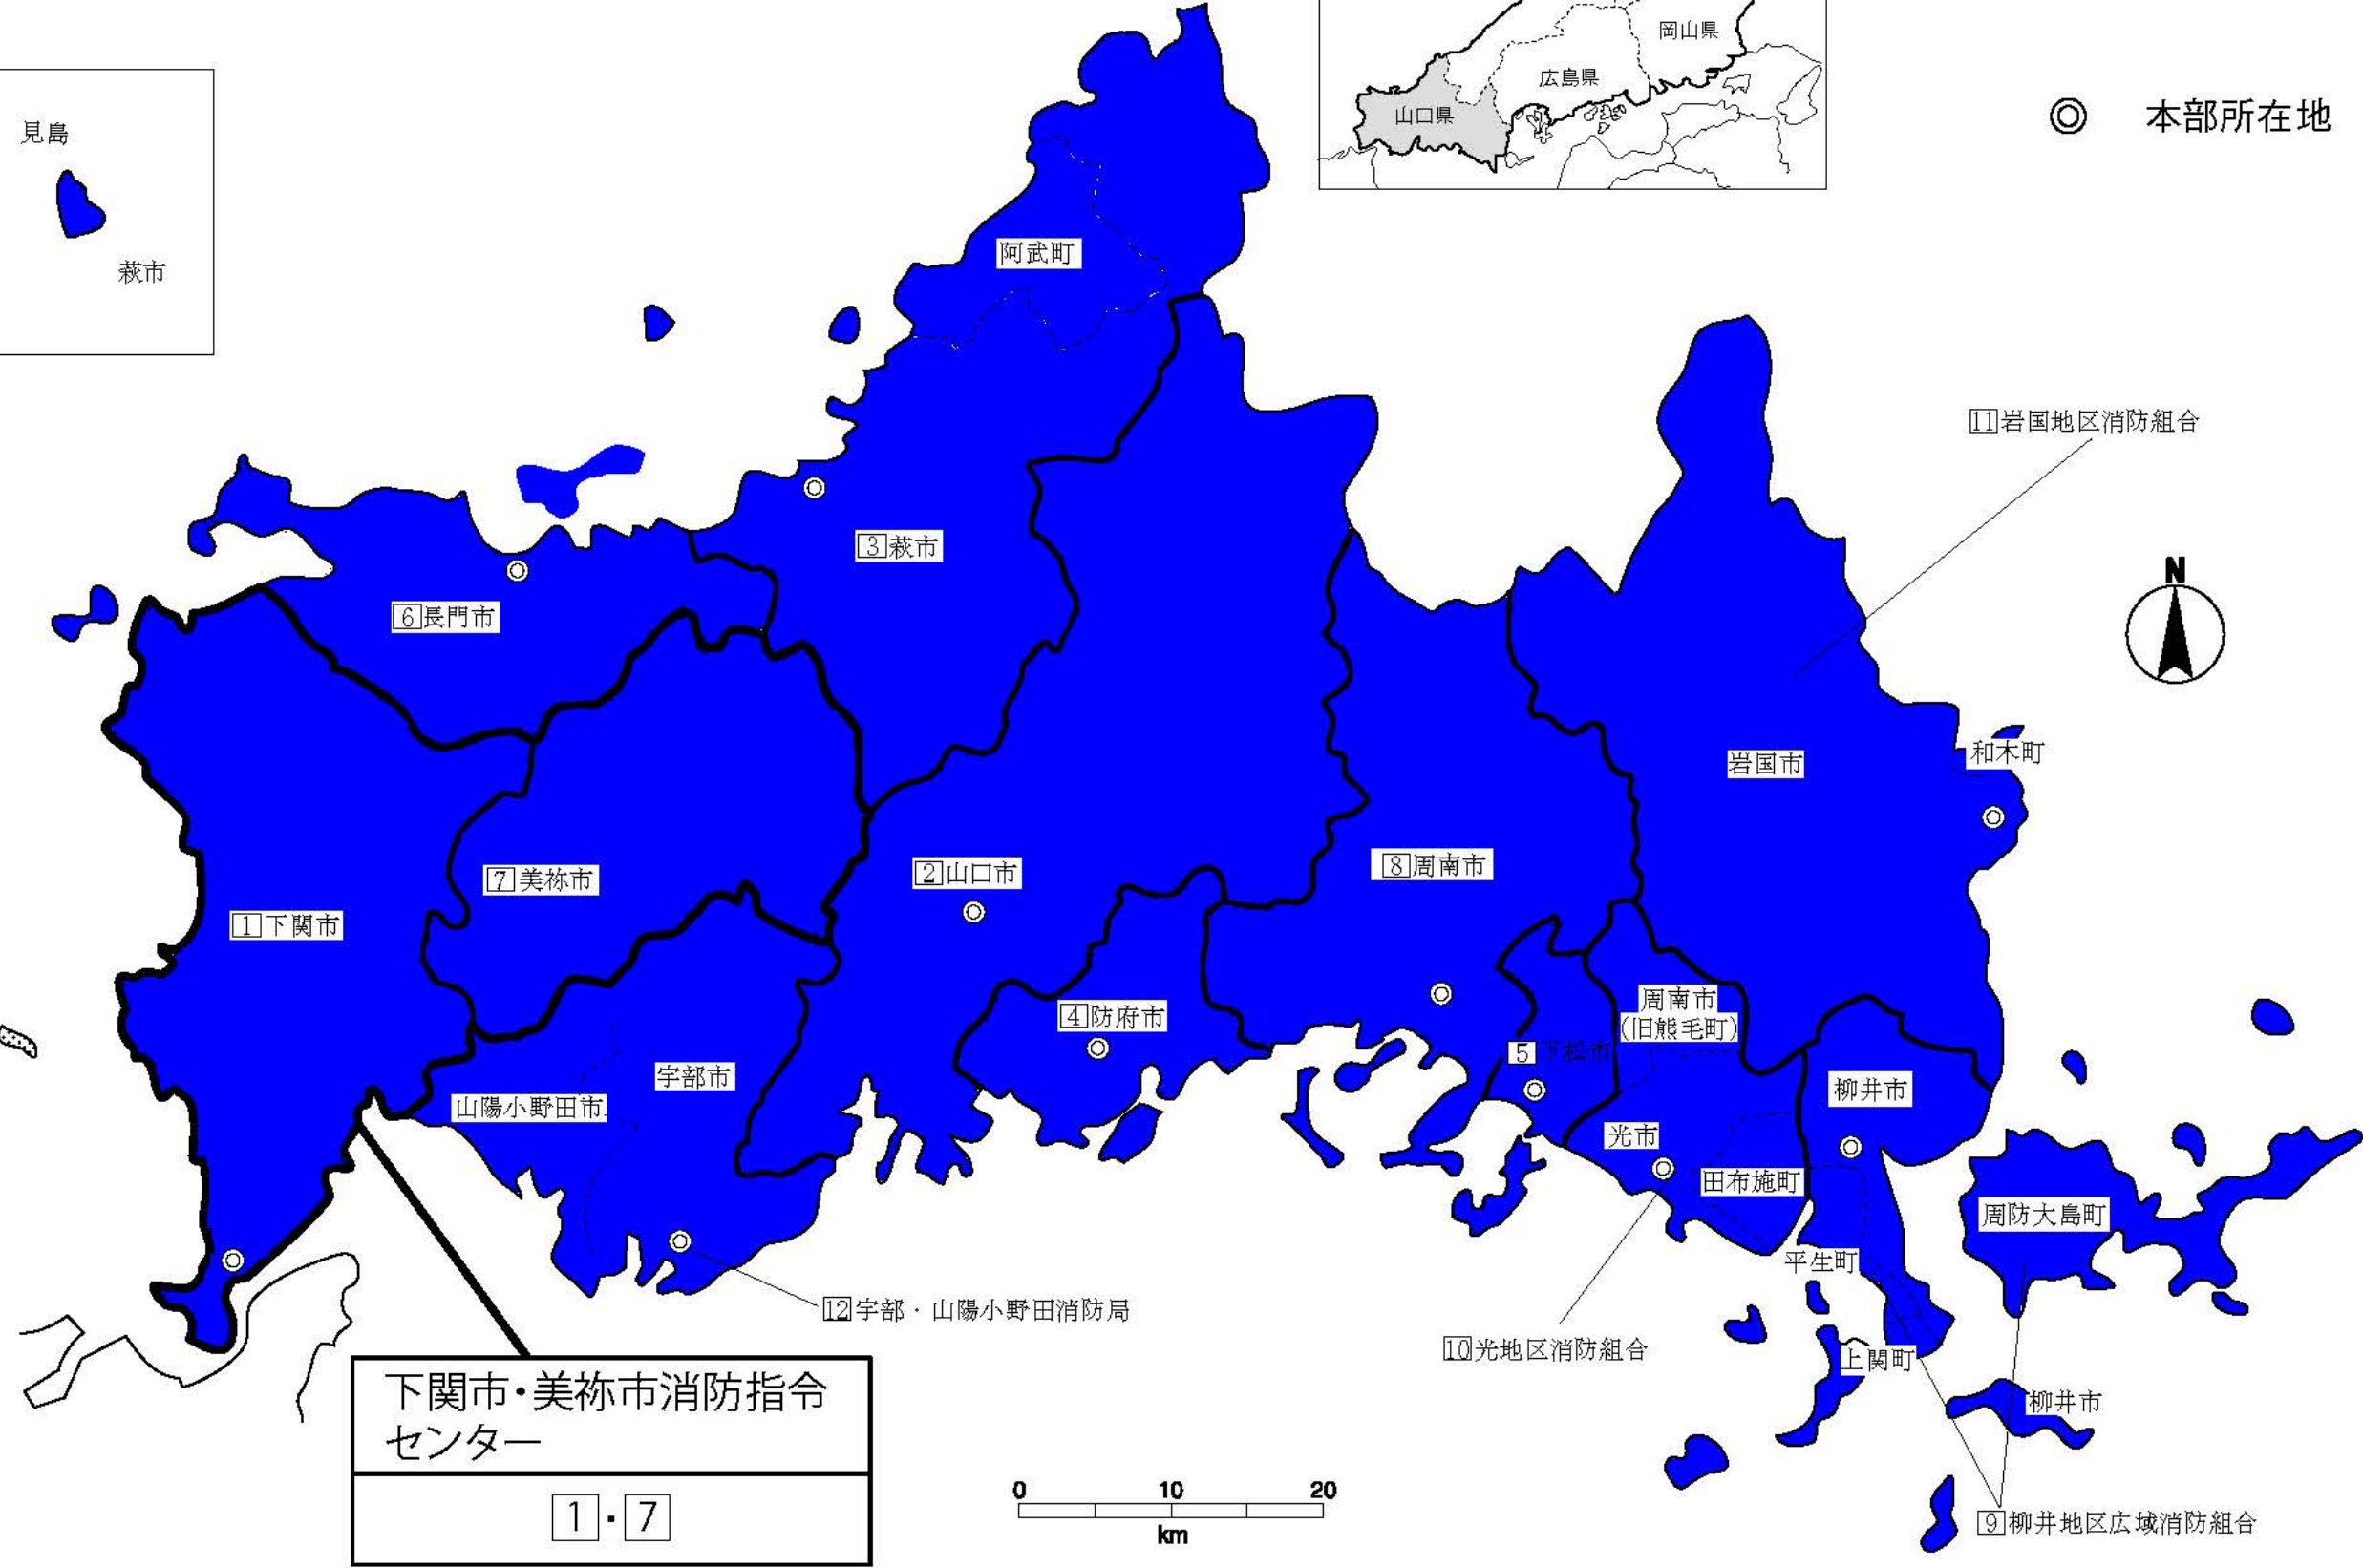 岡山県
広島県
山口県
◎ 本部所在地
見島
萩市
阿武町
11岩国地区消防組合
3萩市
N
6長門市
和木町
岩国市
8周南市
2山口市
7美祢市
1下関市
周南市
(旧熊毛町)
4防府市
5下松市
宇部市
柳井市
山陽小野田市
光市
田布施町
周防大島町
平生町
12宇部・山陽小野田消防局
10光地区消防組合
上関町
下関市・美祢市消防指令
センター
柳井市
0 10 20
km
1・7
9柳井地区広域消防組合